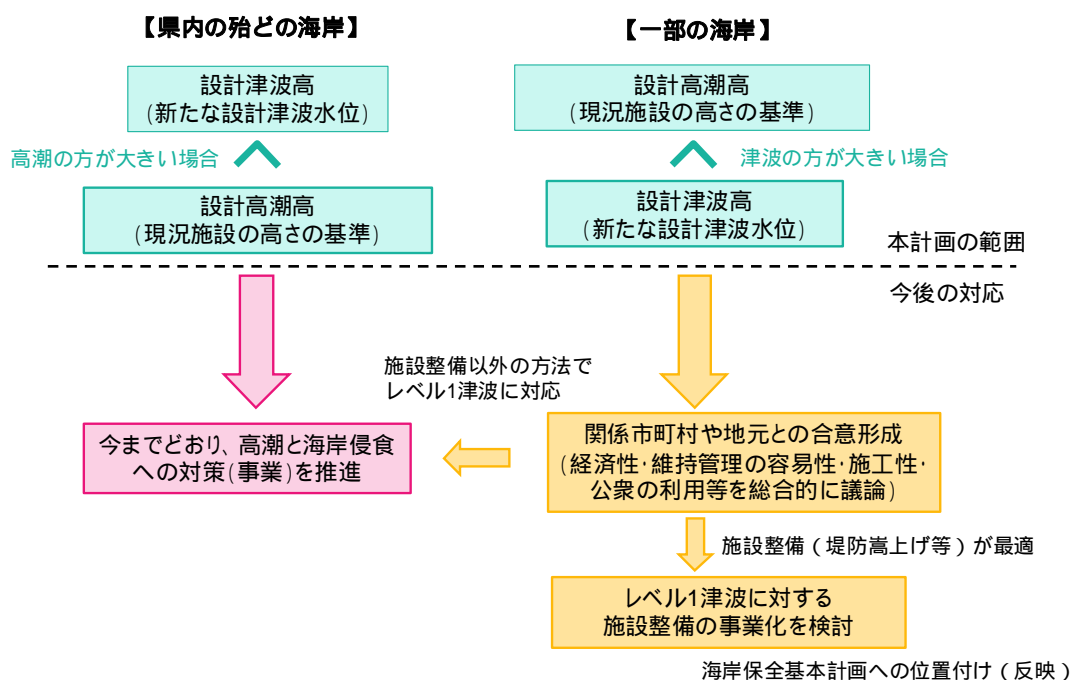 【県内の殆どの海岸】
【一部の海岸】
設計津波高
(新たな設計津波水位)
設計高潮高
(現況施設の高さの基準)
高潮の方が大きい場合
津波の方が大きい場合
設計高潮高
(現況施設の高さの基準)
設計津波高
(新たな設計津波水位)
本計画の範囲
今後の対応
施設整備以外の方法で
レベル1津波に対応
今までどおり、高潮と海岸侵食
への対策(事業)を推進
関係市町村や地元との合意形成
(経済性・維持管理の容易性・施工性・
公衆の利用等を総合的に議論)
施設整備（堤防嵩上げ等）が最適
レベル1津波に対する
施設整備の事業化を検討
海岸保全基本計画への位置付け（反映）